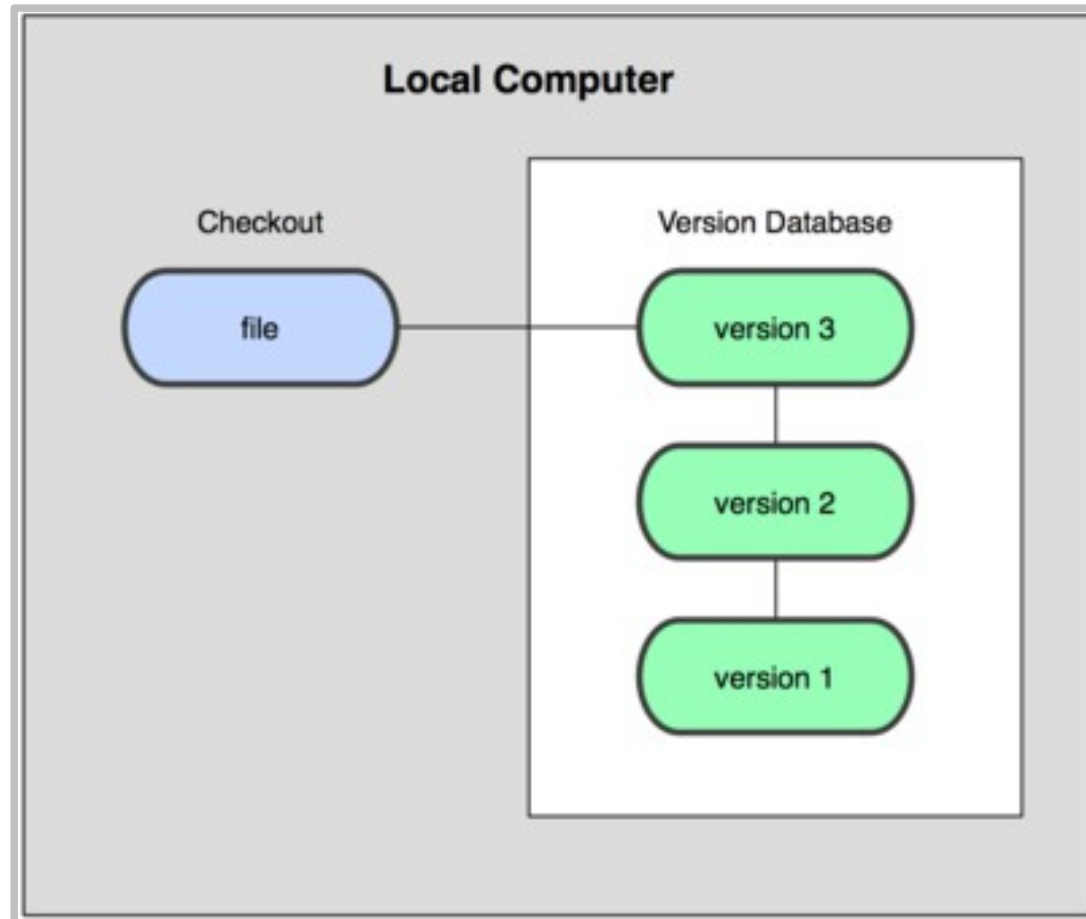 Local Computer
Checkout
Version Database
file
version 3
version 2
version 1